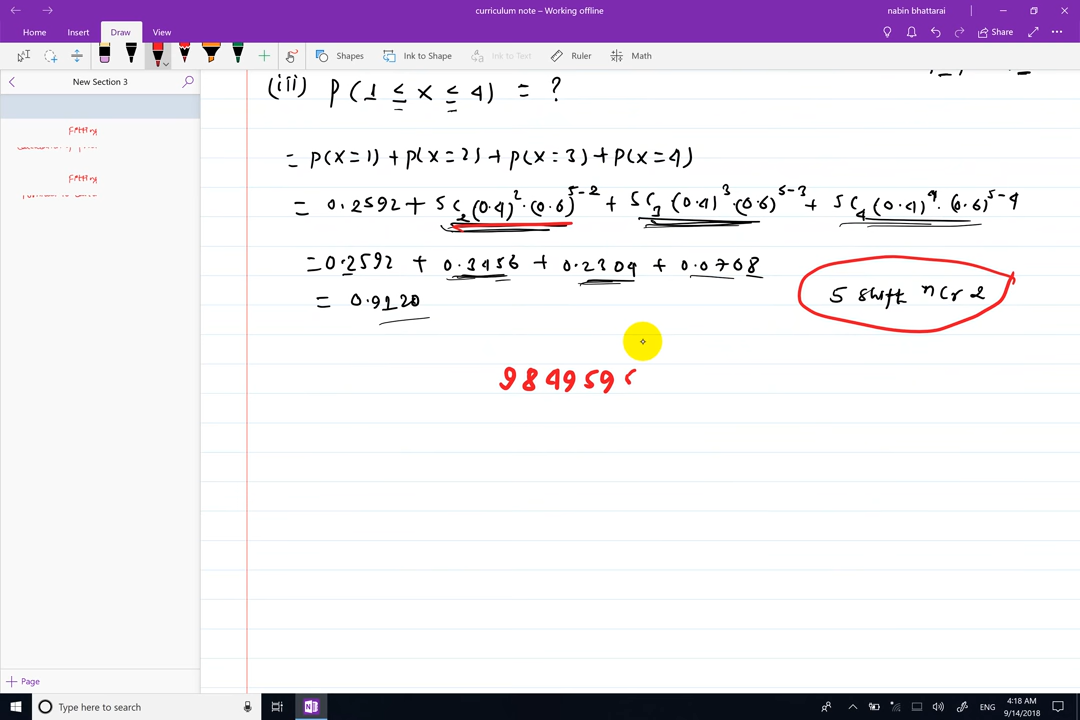 curriculum note – Working offline
nabin bhattarai
Home Insert Draw View
Share
Shapes Ink to Shape Ink to Text Ruler Math
New Section 3
(iii) P(1 ≤ x ≤ 4) = ?
= P(X=1) + P(X=2) + P(X=3) + P(X=4)
= 0.2592 + 5C₂(0.4)²·(0.6)⁵⁻² + 5C₃(0.4)³·(0.6)⁵⁻³ + 5C₄(0.4)⁴·(0.6)⁵⁻⁴
= 0.2592 + 0.3456 + 0.2304 + 0.0768
= 0.9120
5 shift nCr 2
984959
Page
Type here to search
ENG
4:18 AM
9/14/2018